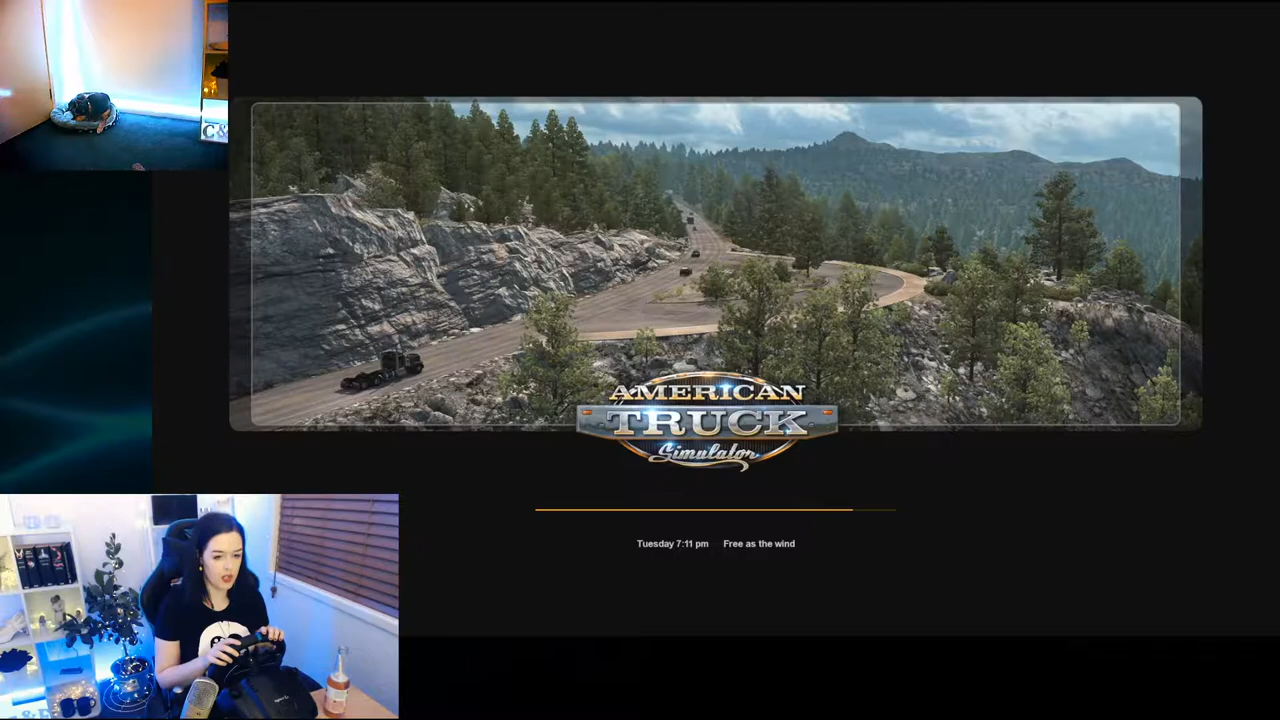 C &
AMERICAN
TRUCK
Simulator
Tuesday 7:11 pm Free as the wind
C & F